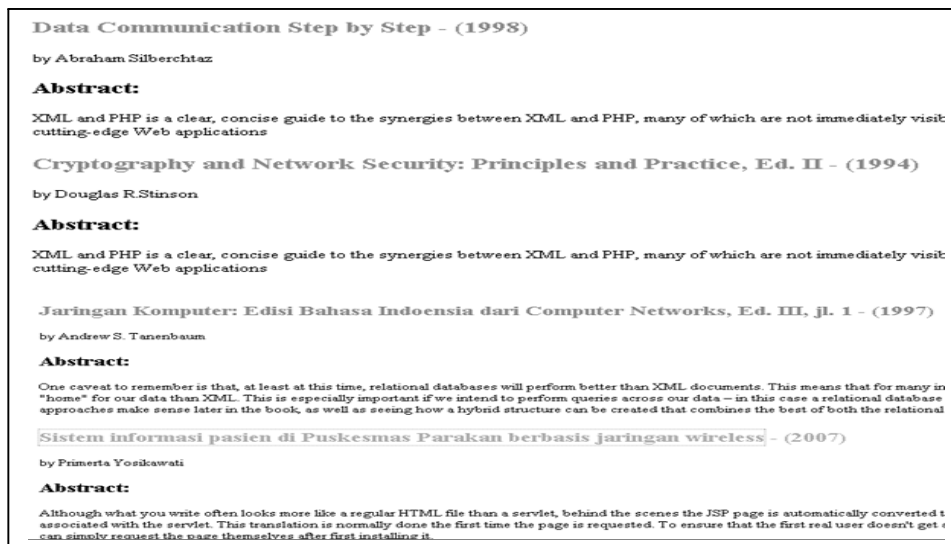 Data Communication Step by Step - (1998)
by Abraham Silberchtaz
Abstract:
XML and PHP is a clear, concise guide to the synergies between XML and PHP, many of which are not immediately visib
cutting-edge Web applications
Cryptography and Network Security: Principles and Practice, Ed. II - (1994)
by Douglas R.Stinson
Abstract:
XML and PHP is a clear, concise guide to the synergies between XML and PHP, many of which are not immediately visib
cutting-edge Web applications
Jaringan Komputer: Edisi Bahasa Indoensia dari Computer Networks, Ed. III, jl. 1 - (1997)
by Andrew S. Tanenbaum
Abstract:
One caveat to remember is that, at least at this time, relational databases will perform better than XML documents. This means that for many in
"home" for our data than XML. This is especially important if we intend to perform queries across our data – in this case a relational database
approaches make sense later in the book, as well as seeing how a hybrid structure can be created that combines the best of both the relational
Sistem informasi pasien di Puskesmas Parakan berbasis jaringan wireless - (2007)
by Primerta Yosikawati
Abstract:
Although what you write often looks more like a regular HTML file than a servlet, behind the scenes the JSP page is automatically converted t
associated with the servlet. This translation is normally done the first time the page is requested. To ensure that the first real user doesn't get
can simply request the page themselves after first installing it.